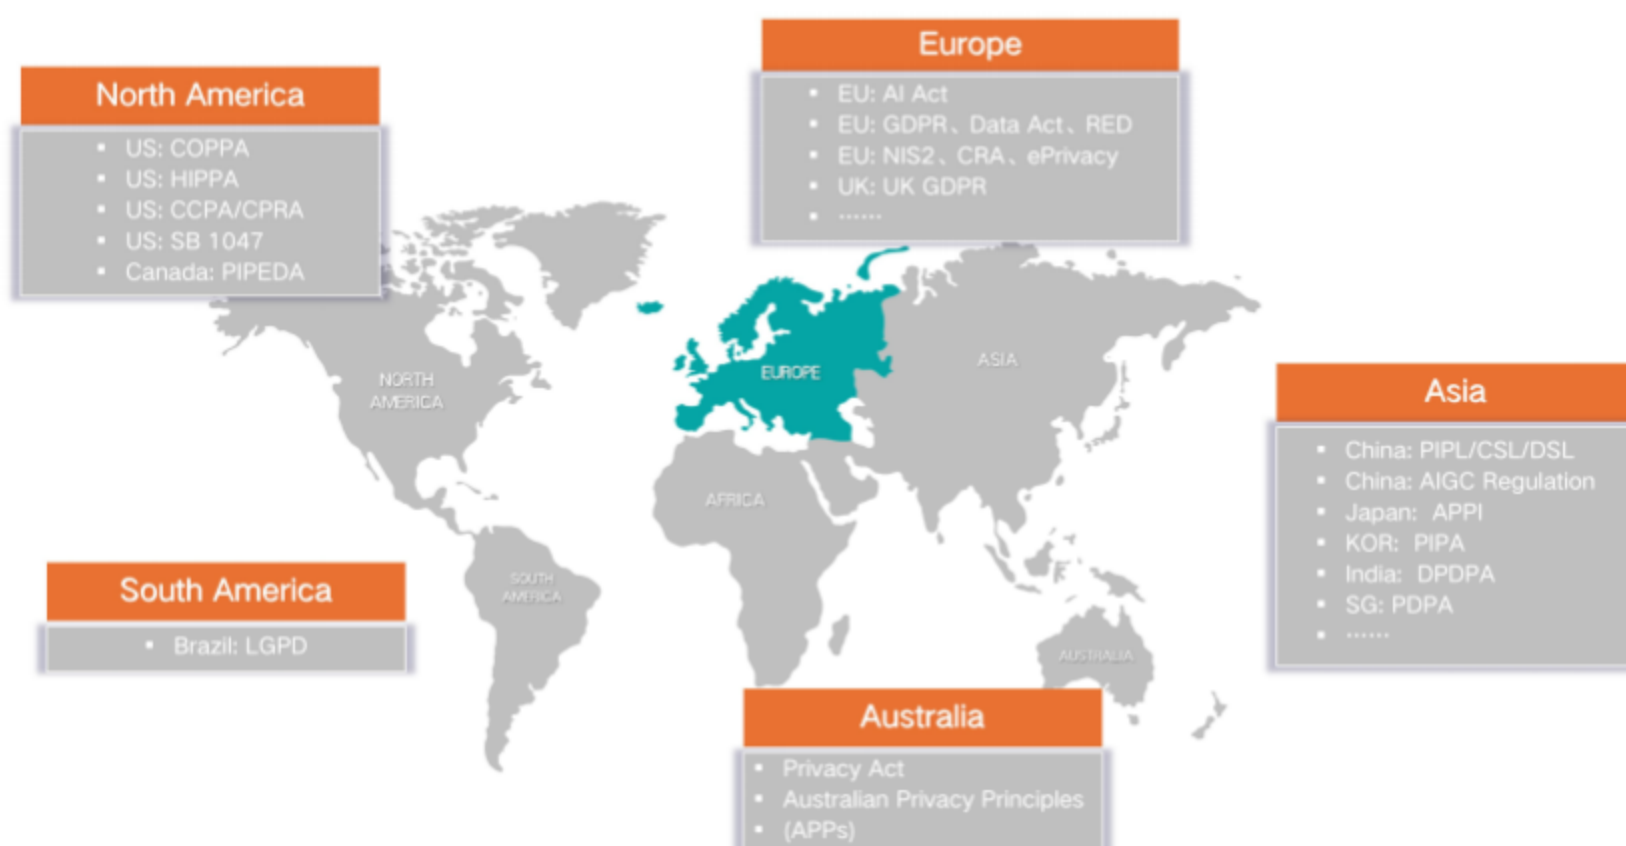 North America
▪ US: COPPA
▪ US: HIPPA
▪ US: CCPA/CPRA
▪ US: SB 1047
▪ Canada: PIPEDA
Europe
▪ EU: AI Act
▪ EU: GDPR、Data Act、RED
▪ EU: NIS2、CRA、ePrivacy
▪ UK: UK GDPR
▪ ······
NORTH
AMERICA
EUROPE
ASIA
AFRICA
SOUTH
AMERICA
AUSTRALIA
Asia
▪ China: PIPL/CSL/DSL
▪ China: AIGC Regulation
▪ Japan: APPI
▪ KOR: PIPA
▪ India: DPDPA
▪ SG: PDPA
▪ ······
South America
▪ Brazil: LGPD
Australia
▪ Privacy Act
▪ Australian Privacy Principles
▪ (APPs)